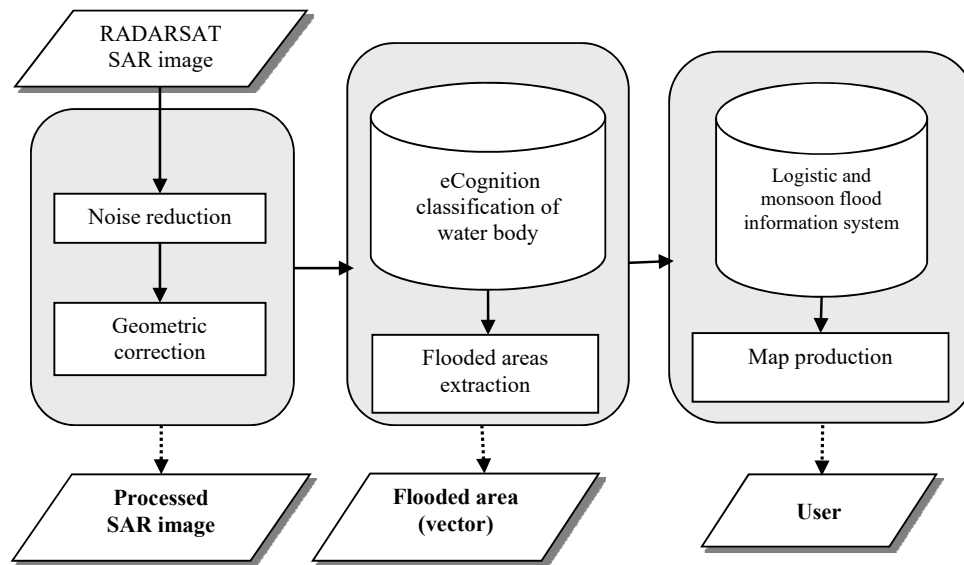 RADARSAT
SAR image
Noise reduction
Geometric
correction
Processed
SAR image
eCognition
classification of
water body
Flooded areas
extraction
Flooded area
(vector)
Logistic and
monsoon flood
information system
Map production
User